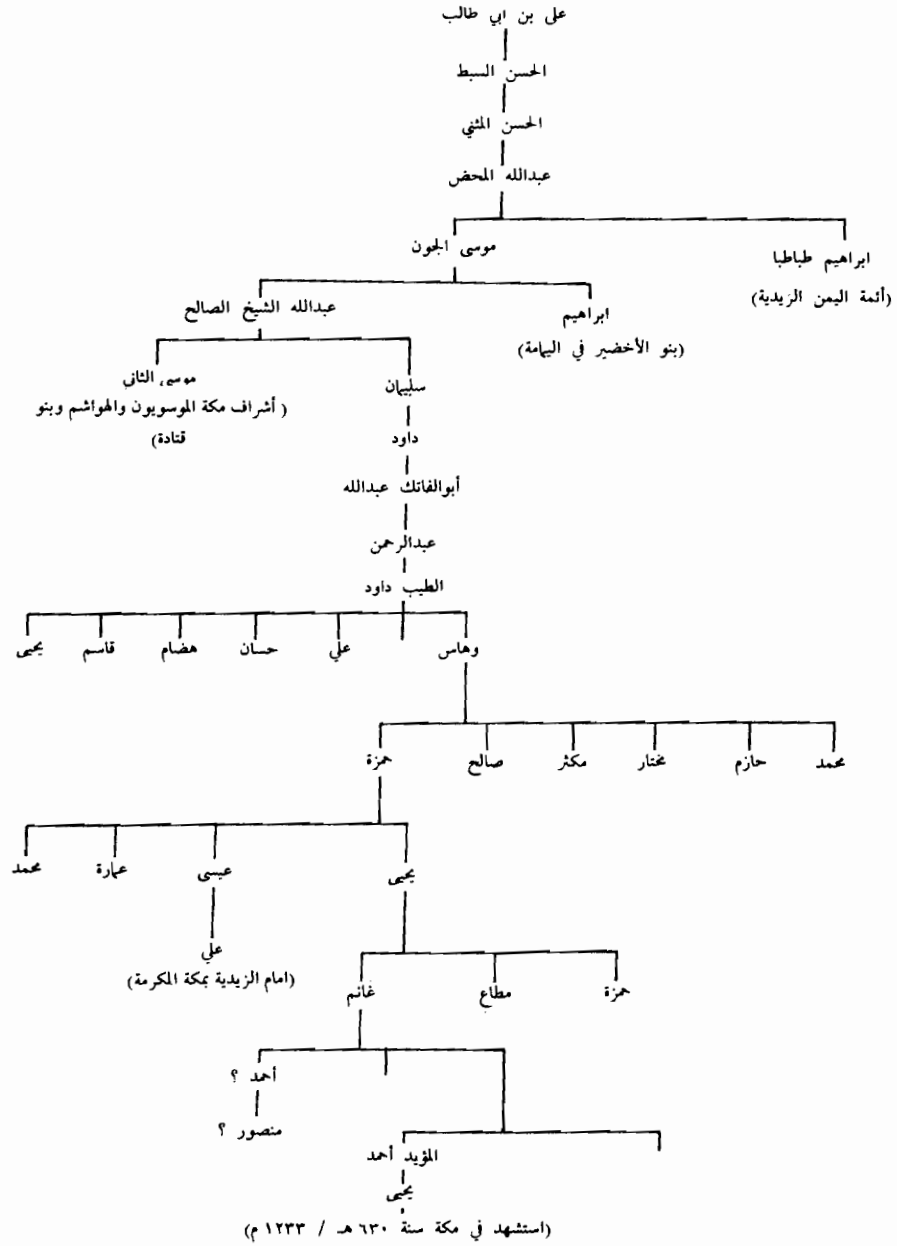 على بن ابي طالب
الحسن السبط
الحسن المثني
عبدالله المحض
ابراهيم طباطبا
(أئمة اليمن الزيدية)
موسى الجون
ابراهيم
(بنو الأخضير في اليمامة)
عبدالله الشيخ الصالح
سليمان
موسى الثاني
( أشراف مكة الموسويون والهواشم وبنو
قتادة)
داود
أبوالفاتك عبدالله
عبدالرحمن
الطيب داود
وهاس علي حسان هضام قاسم يحيى
محمد حازم مختار مكثر صالح حمزة
يحيى عيسى عمارة محمد
علي
(امام الزيدية بمكة المكرمة)
حمزة مطاع غانم
أحمد ؟
منصور ؟
المؤيد أحمد
يحيى
(استشهد في مكة سنة ٦٣٠ هـ / ١٢٣٣ م)